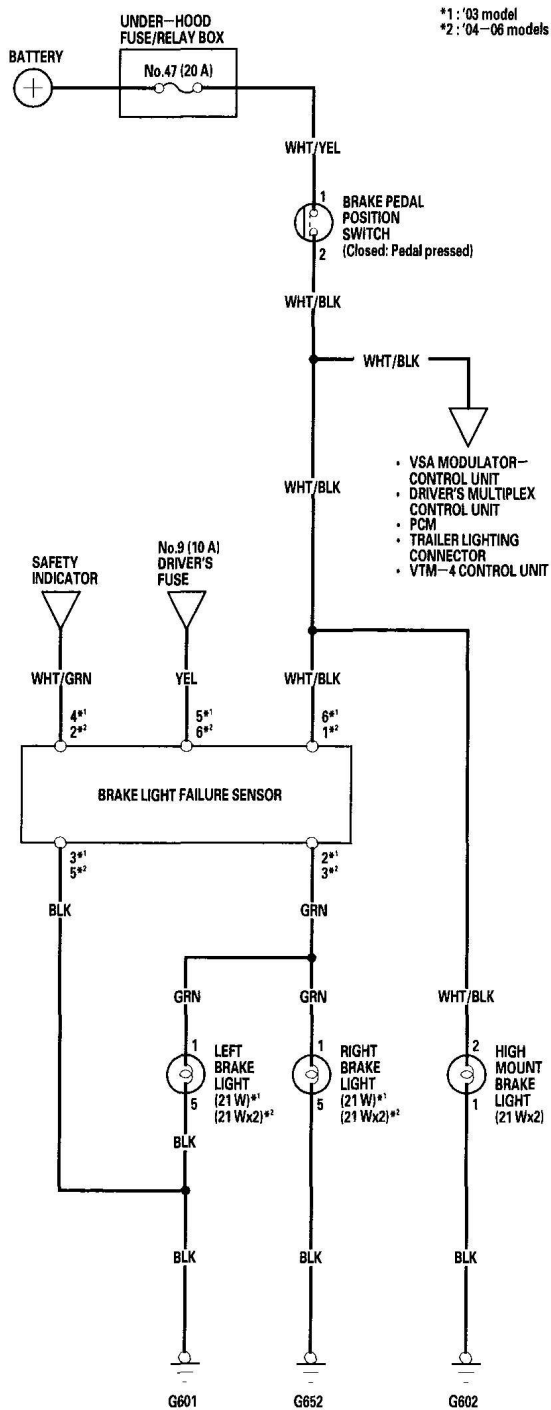 *1 : '03 model
*2 : '04—06 models
UNDER—HOOD
FUSE/RELAY BOX
BATTERY
No.47 (20 A)
WHT/YEL
1
BRAKE PEDAL
POSITION
SWITCH
(Closed: Pedal pressed)
2
WHT/BLK
WHT/BLK
• VSA MODULATOR—
CONTROL UNIT
• DRIVER'S MULTIPLEX
CONTROL UNIT
• PCM
• TRAILER LIGHTING
CONNECTOR
• VTM—4 CONTROL UNIT
WHT/BLK
SAFETY
INDICATOR
No.9 (10 A)
DRIVER'S
FUSE
WHT/GRN
YEL
WHT/BLK
4*1
2*2
5*1
6*2
6*1
1*2
BRAKE LIGHT FAILURE SENSOR
3*1
5*2
2*1
3*2
BLK
GRN
GRN
GRN
WHT/BLK
1
LEFT
BRAKE
LIGHT
(21 W)*1
(21 Wx2)*2
5
1
RIGHT
BRAKE
LIGHT
(21 W)*1
(21 Wx2)*2
5
2
HIGH
MOUNT
BRAKE
LIGHT
(21 Wx2)
1
BLK
BLK
BLK
BLK
G601
G652
G602